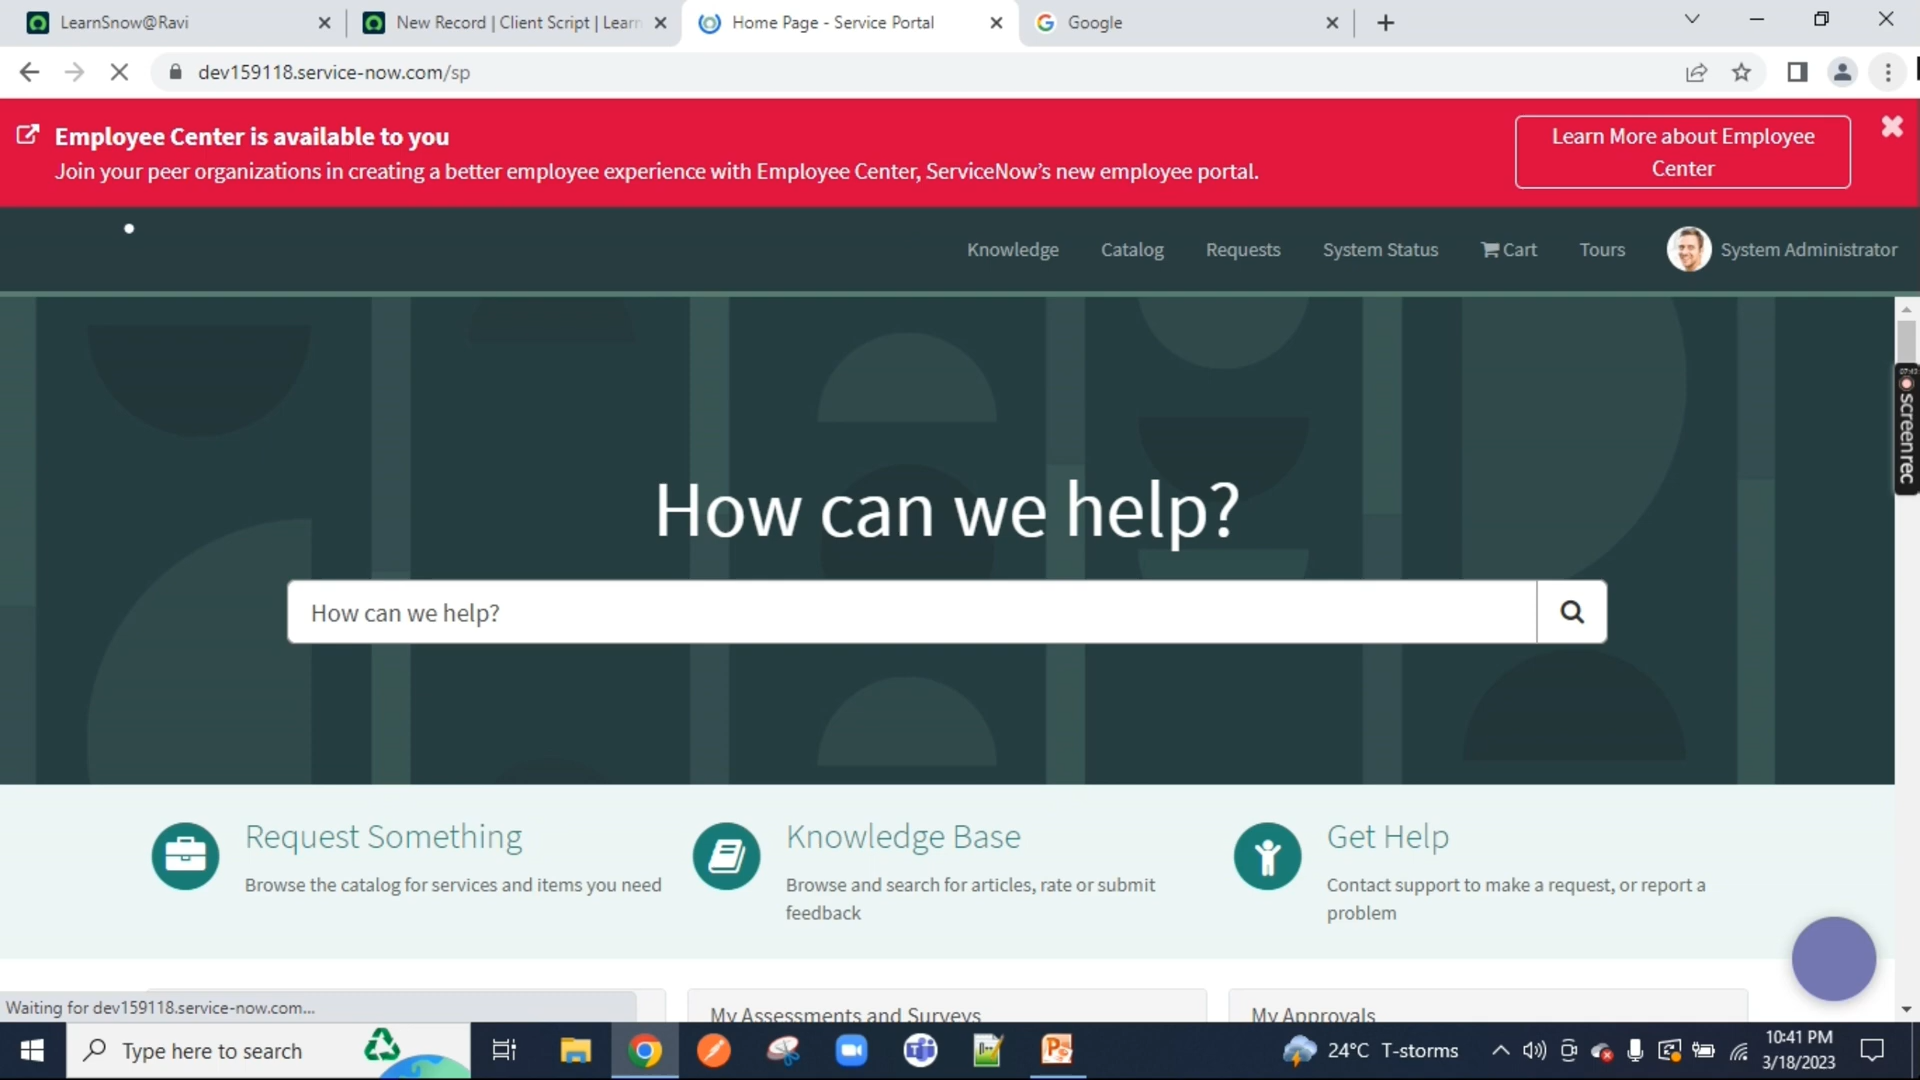 LearnSnow@Ravi
New Record | Client Script | Learn
Home Page - Service Portal
Google
dev159118.service-now.com/sp
Employee Center is available to you
Join your peer organizations in creating a better employee experience with Employee Center, ServiceNow's new employee portal.
Learn More about Employee
Center
Knowledge
Catalog
Requests
System Status
Cart
Tours
System Administrator
How can we help?
How can we help?
07:43
screenrec
Request Something
Browse the catalog for services and items you need
Knowledge Base
Browse and search for articles, rate or submit
feedback
Get Help
Contact support to make a request, or report a
problem
Waiting for dev159118.service-now.com...
My Assessments and Surveys
My Approvals
Type here to search
24°C T-storms
10:41 PM
3/18/2023